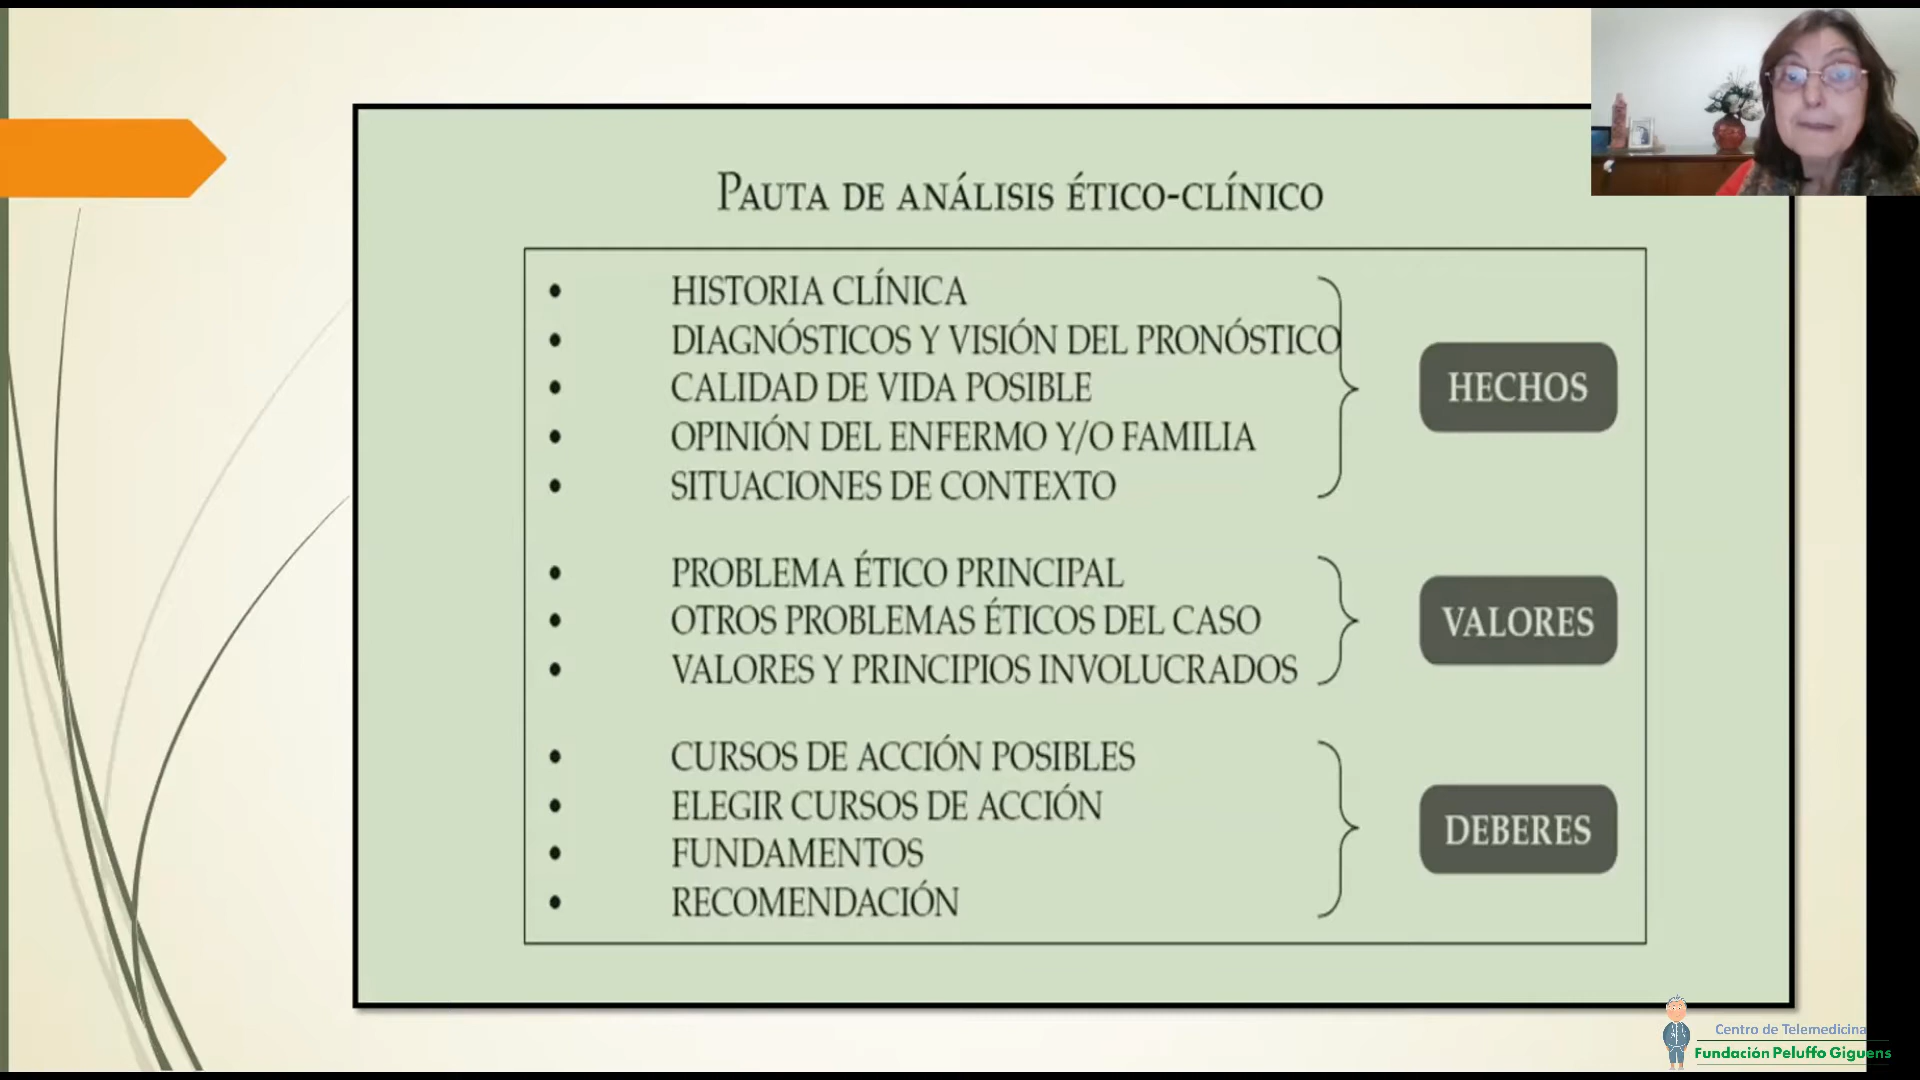 PAUTA DE ANÁLISIS ÉTICO-CLÍNICO
• HISTORIA CLÍNICA
• DIAGNÓSTICOS Y VISIÓN DEL PRONÓSTICO
• CALIDAD DE VIDA POSIBLE
• OPINIÓN DEL ENFERMO Y/O FAMILIA
• SITUACIONES DE CONTEXTO
HECHOS
• PROBLEMA ÉTICO PRINCIPAL
• OTROS PROBLEMAS ÉTICOS DEL CASO
• VALORES Y PRINCIPIOS INVOLUCRADOS
VALORES
• CURSOS DE ACCIÓN POSIBLES
• ELEGIR CURSOS DE ACCIÓN
• FUNDAMENTOS
• RECOMENDACIÓN
DEBERES
Centro de Telemedicina
Fundación Peluffo Giguens